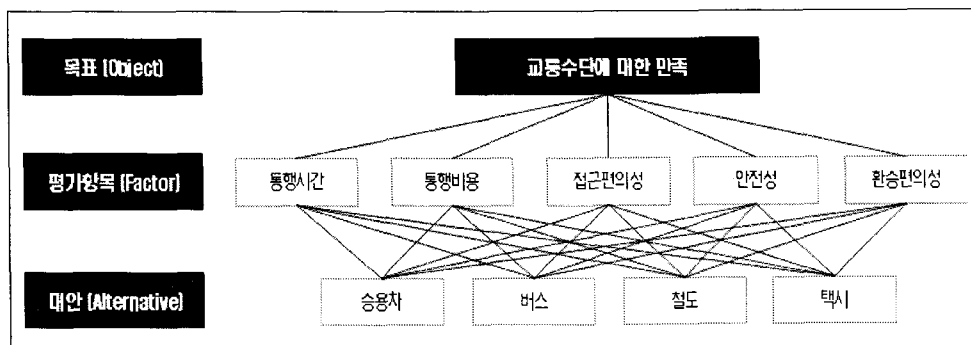 목표 (Object)
교통수단에 대한 만족
평가항목 (Factor)
통행시간
통행비용
접근편의성
안전성
환승편의성
대안 (Alternative)
승용차
버스
철도
택시